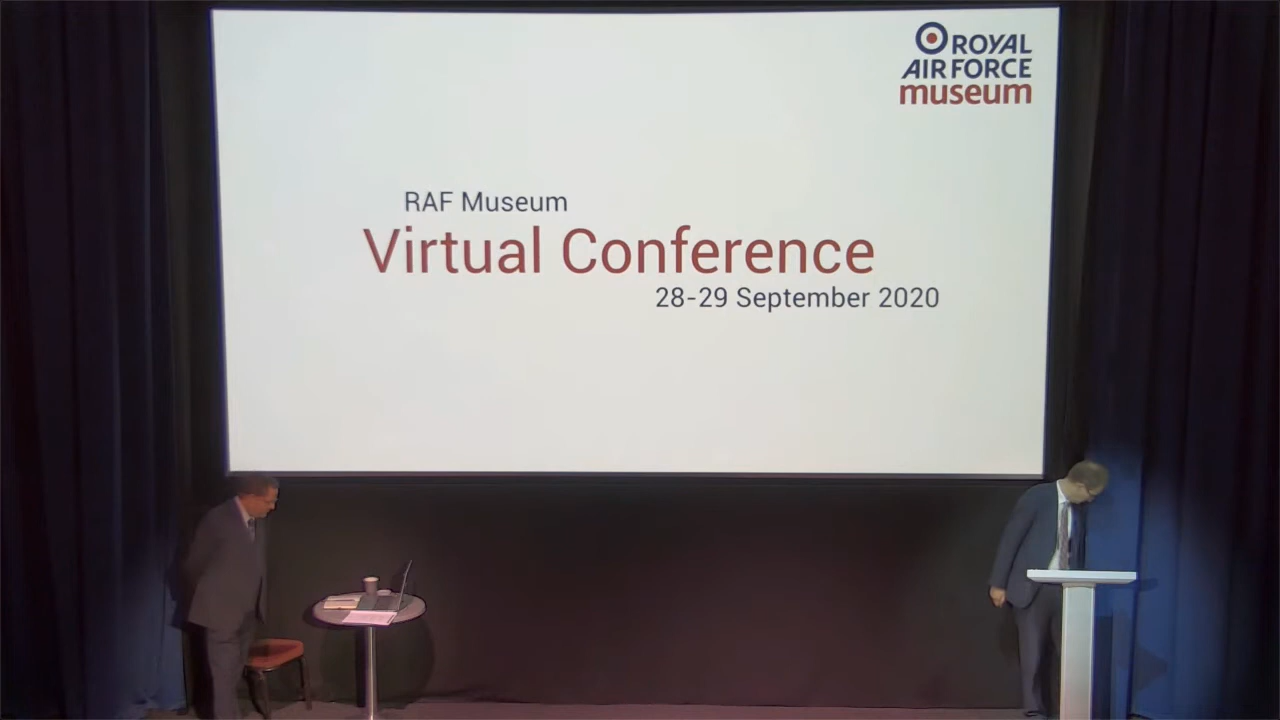 ROYAL
AIR FORCE
museum
RAF Museum
Virtual Conference
28-29 September 2020